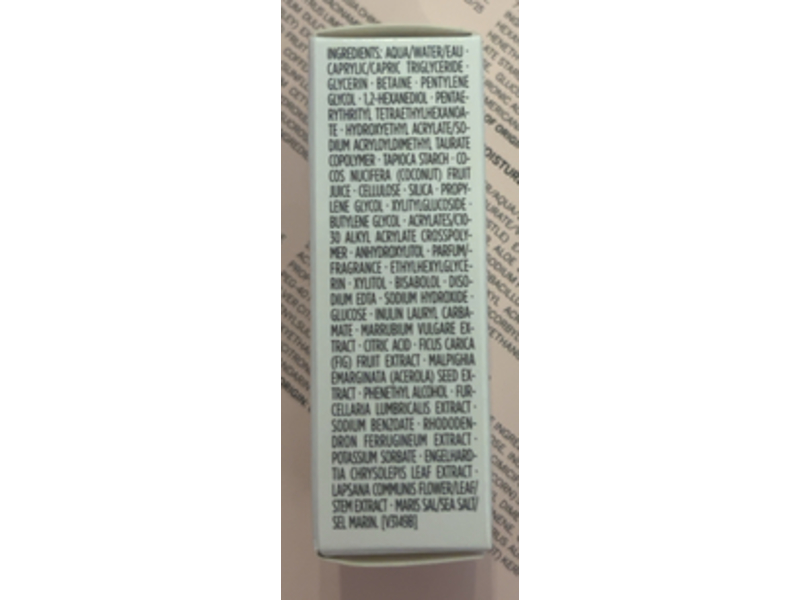 INGREDIENTS: AQUA/WATER/EAU ·
CAPRYLIC/CAPRIC TRIGLYCERIDE ·
GLYCERIN · BETAINE · PENTYLENE
GLYCOL · 1,2-HEXANEDIOL · PENTAE-
RYTHRITYL TETRAETHYLHEXANOA-
TE · HYDROXYETHYL ACRYLATE/SO-
DIUM ACRYLOYLDIMETHYL TAURATE
COPOLYMER · TAPIOCA STARCH · CO-
COS NUCIFERA (COCONUT) FRUIT
JUICE · CELLULOSE · SILICA · PROPY-
LENE GLYCOL · XYLITYLGLUCOSIDE ·
BUTYLENE GLYCOL · ACRYLATES/C10-
30 ALKYL ACRYLATE CROSSPOLY-
MER · ANHYDROXYLITOL · PARFUM/
FRAGRANCE · ETHYLHEXYLGLYCE-
RIN · XYLITOL · BISABOLOL · DISO-
DIUM EDTA · SODIUM HYDROXIDE ·
GLUCOSE · INULIN LAURYL CARBA-
MATE · MARRUBIUM VULGARE EX-
TRACT · CITRIC ACID · FICUS CARICA
(FIG) FRUIT EXTRACT · MALPIGHIA
EMARGINATA (ACEROLA) SEED EX-
TRACT · PHENETHYL ALCOHOL · FUR-
CELLARIA LUMBRICALIS EXTRACT ·
SODIUM BENZOATE · RHODODEN-
DRON FERRUGINEUM EXTRACT ·
POTASSIUM SORBATE · ENGELHARD-
TIA CHRYSOLEPIS LEAF EXTRACT ·
LAPSANA COMMUNIS FLOWER/LEAF/
STEM EXTRACT · MARIS SAL/SEA SALT/
SEL MARIN. [V3149B]